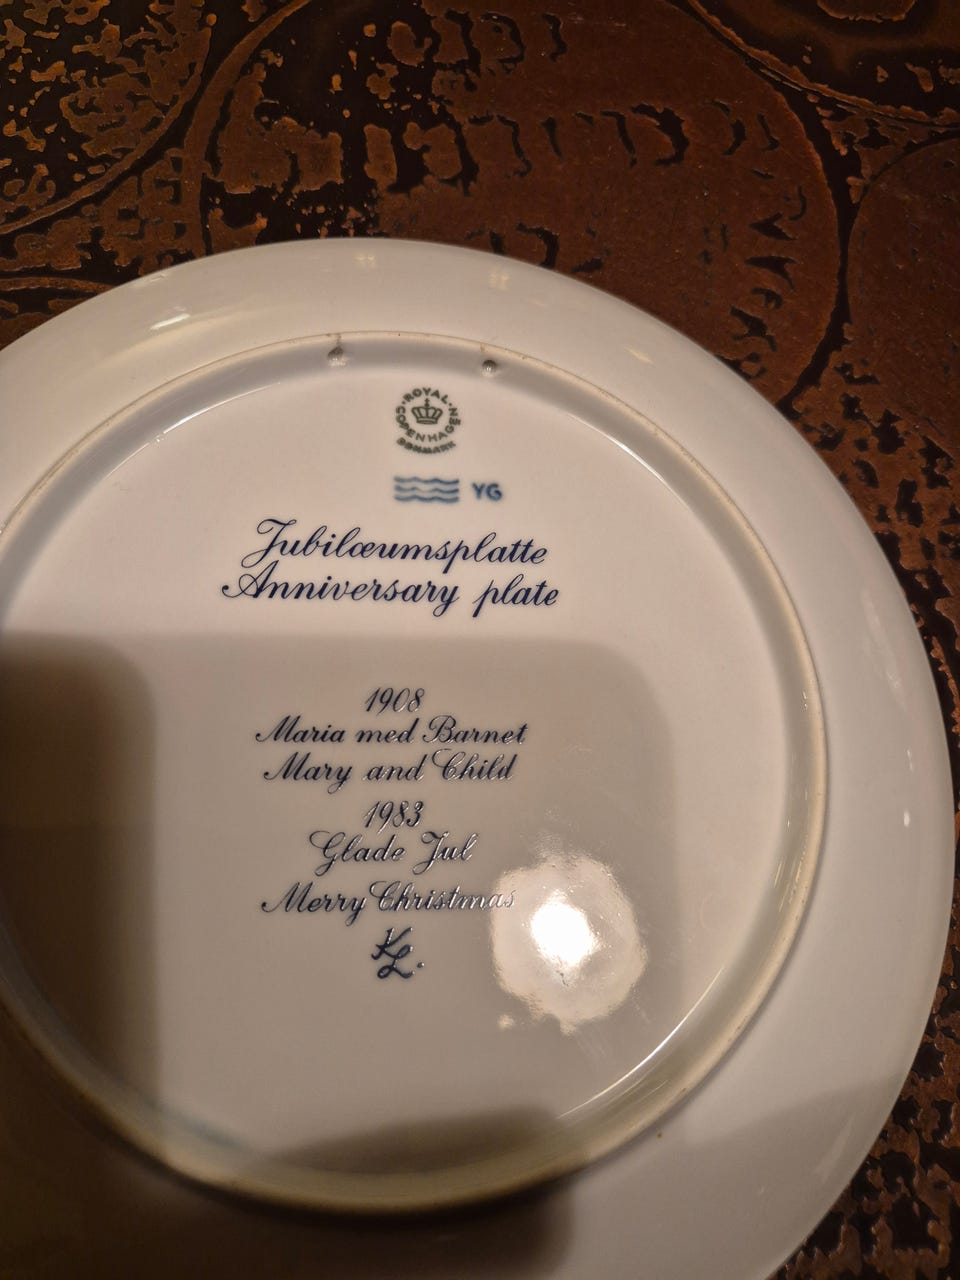 ·ROYAL·
COPENHAGEN
DENMARK
YG
Jubilæumsplatte
Anniversary plate
1908
Maria med Barnet
Mary and Child
1983
Glade Jul
Merry Christmas
KL.